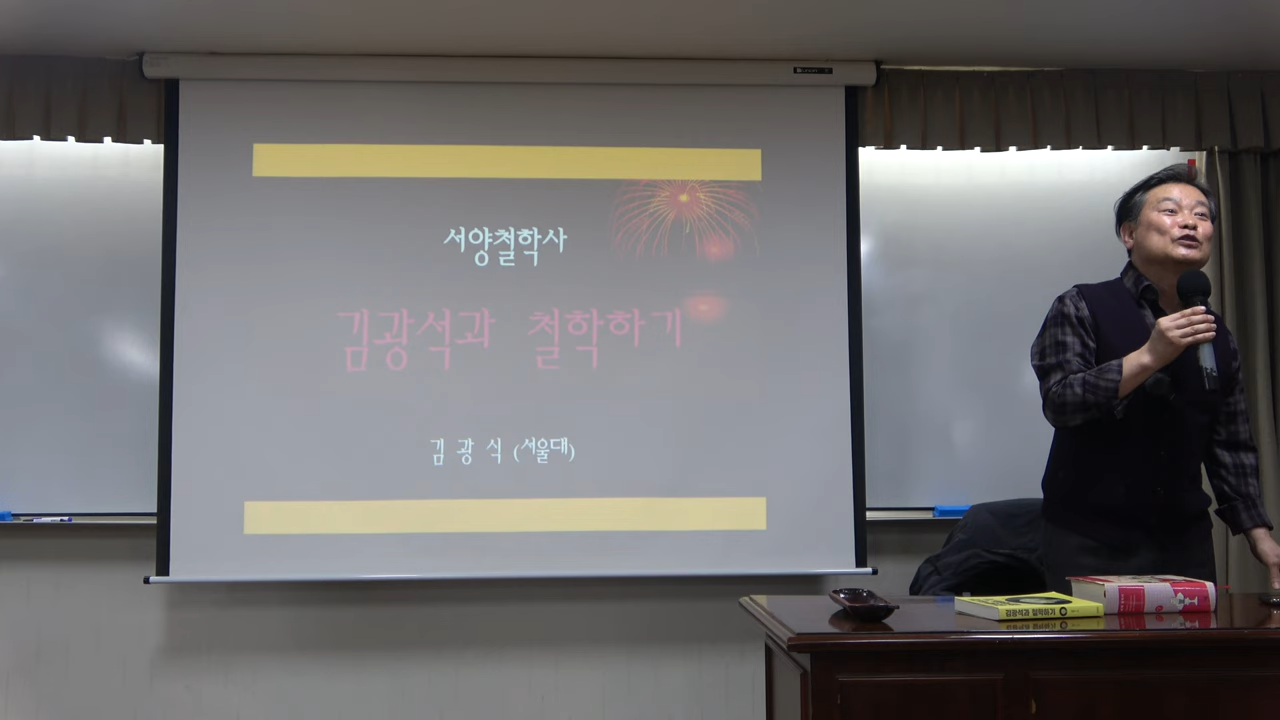 서양철학사
김광석과 철학하기
김 광 식 (서울대)
김광석과 철학하기